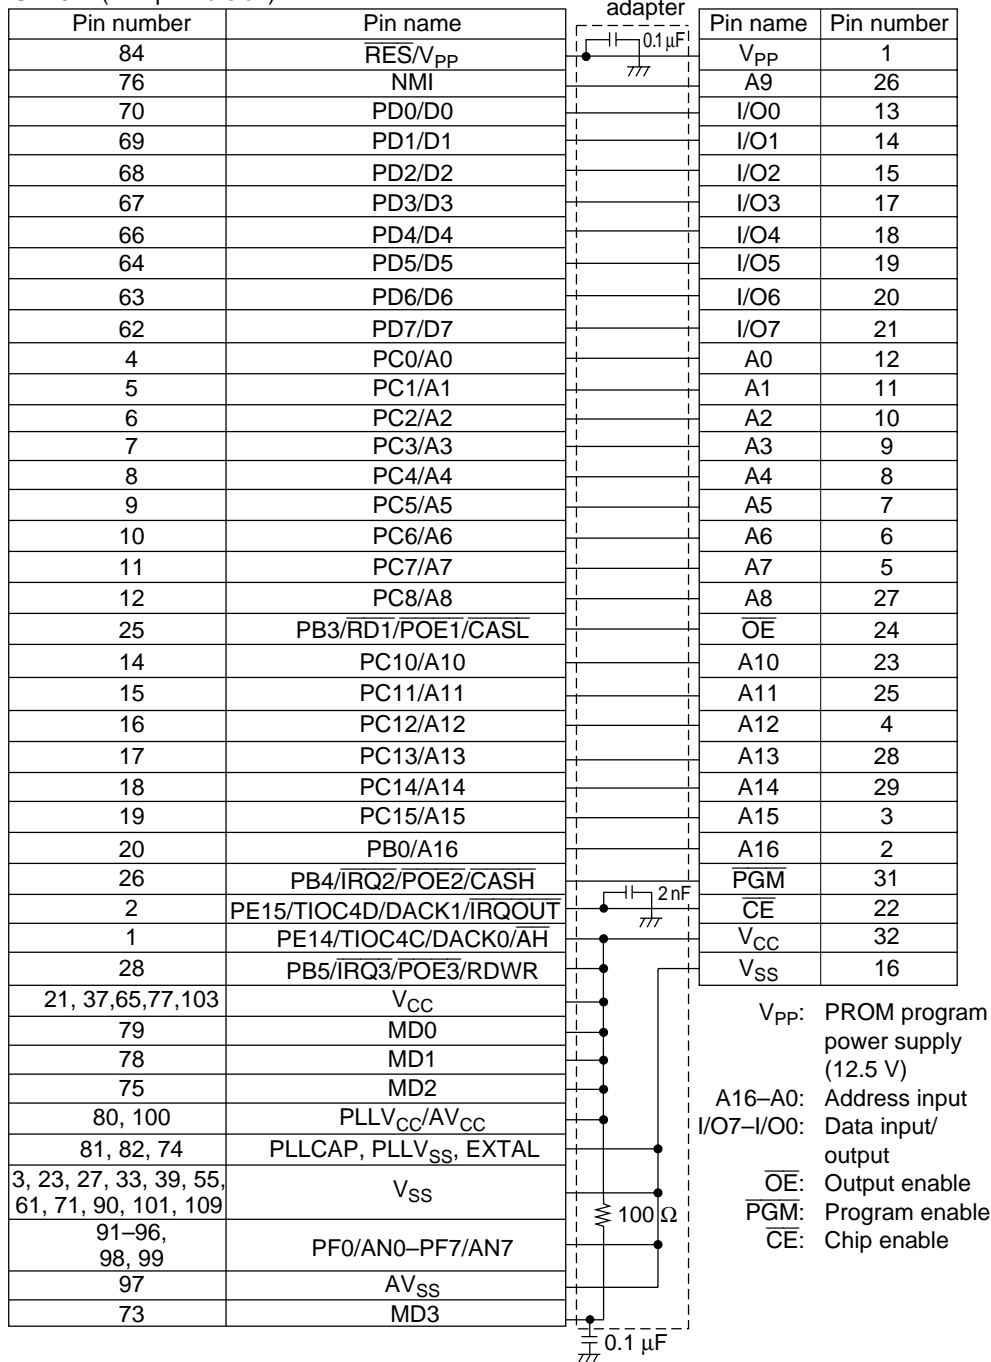 adapter
Pin number Pin name Pin name Pin number
84 RES/VPP 0.1 µF VPP 1
76 NMI A9 26
70 PD0/D0 I/O0 13
69 PD1/D1 I/O1 14
68 PD2/D2 I/O2 15
67 PD3/D3 I/O3 17
66 PD4/D4 I/O4 18
64 PD5/D5 I/O5 19
63 PD6/D6 I/O6 20
62 PD7/D7 I/O7 21
4 PC0/A0 A0 12
5 PC1/A1 A1 11
6 PC2/A2 A2 10
7 PC3/A3 A3 9
8 PC4/A4 A4 8
9 PC5/A5 A5 7
10 PC6/A6 A6 6
11 PC7/A7 A7 5
12 PC8/A8 A8 27
25 PB3/RD1/POE1/CASL OE 24
14 PC10/A10 A10 23
15 PC11/A11 A11 25
16 PC12/A12 A12 4
17 PC13/A13 A13 28
18 PC14/A14 A14 29
19 PC15/A15 A15 3
20 PB0/A16 A16 2
26 PB4/IRQ2/POE2/CASH PGM 31
2 PE15/TIOC4D/DACK1/IRQOUT 2 nF CE 22
1 PE14/TIOC4C/DACK0/AH VCC 32
28 PB5/IRQ3/POE3/RDWR VSS 16
21, 37,65,77,103 VCC
79 MD0
78 MD1
75 MD2
80, 100 PLLVCC/AVCC
81, 82, 74 PLLCAP, PLLVSS, EXTAL
3, 23, 27, 33, 39, 55,
61, 71, 90, 101, 109 VSS
100 Ω
91–96,
98, 99 PF0/AN0–PF7/AN7
97 AVSS
73 MD3
0.1 µF
VPP: PROM program
power supply
(12.5 V)
A16–A0: Address input
I/O7–I/O0: Data input/
output
OE: Output enable
PGM: Program enable
CE: Chip enable